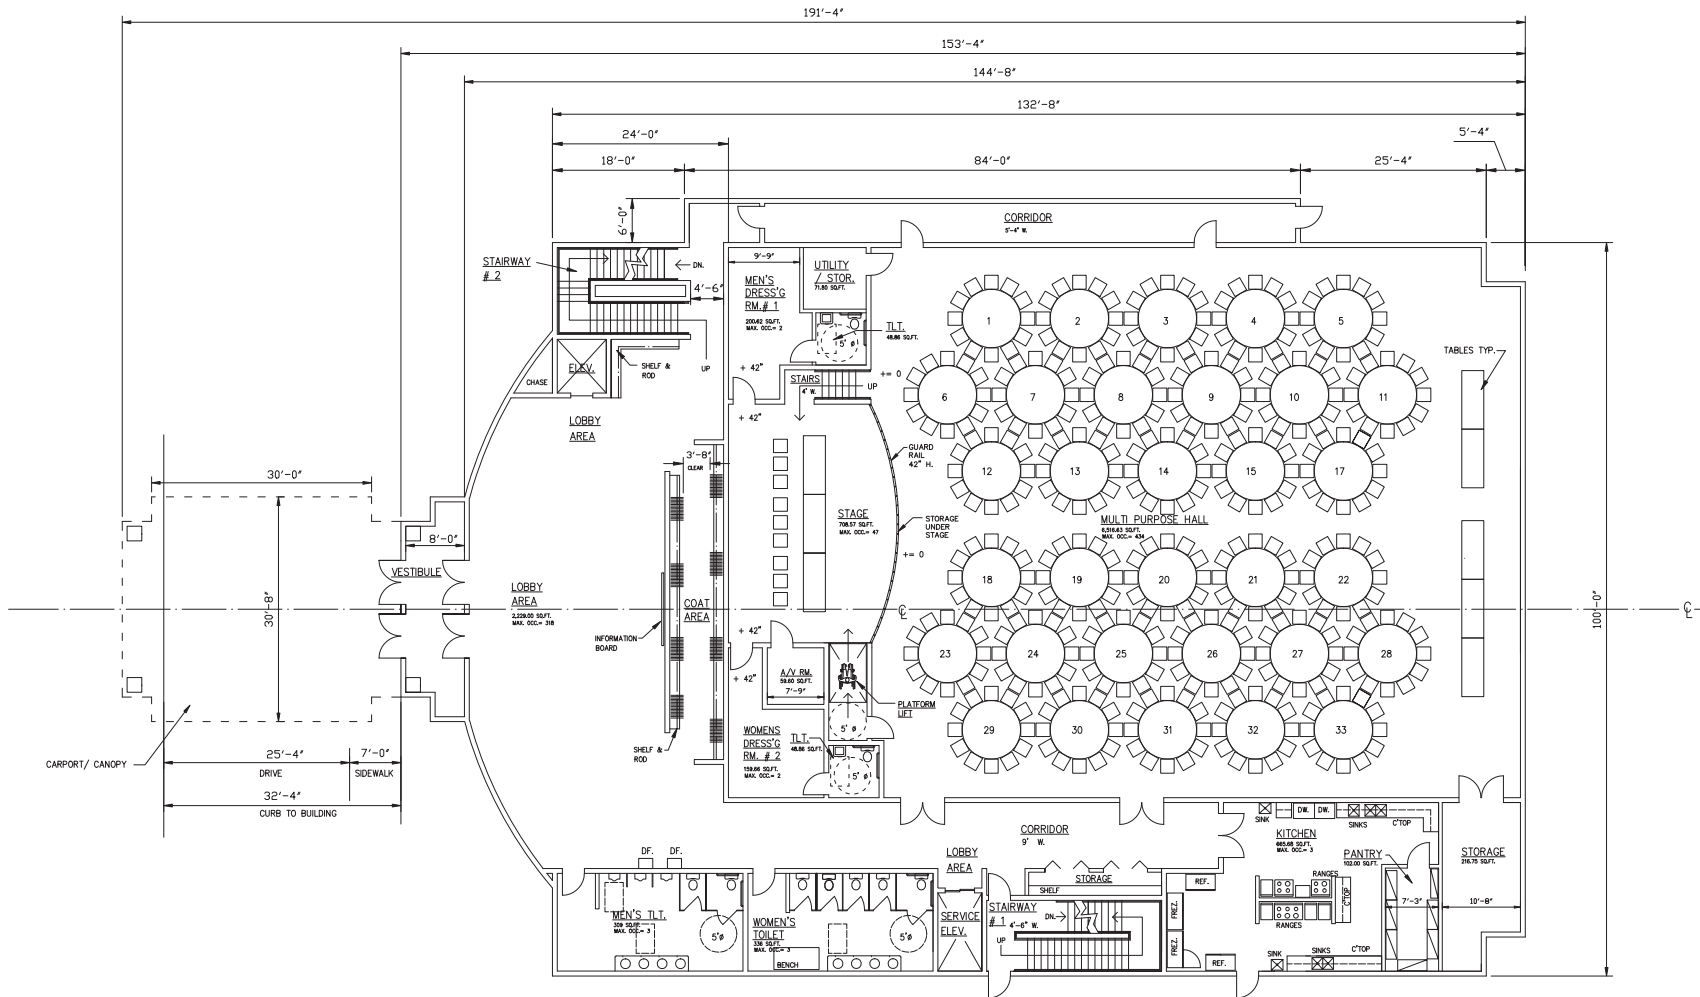 191'-4"
153'-4"
144'-8"
132'-8"
24'-0"
5'-4"
18'-0"
84'-0"
25'-4"
6'-0"
CORRIDOR
5'-4" W.
STAIRWAY
# 2
DN.
4'-6"
9'-9"
MEN'S
DRESS'G
RM.# 1
200.62 SQ.FT.
MAX. OCC.= 2
UTILITY
/ STOR.
71.80 SQ.FT.
TLT.
48.86 SQ.FT.
5' ø
1
2
3
4
5
TABLES TYP.
ELEV.
CHASE
SHELF &
ROD
UP
+ 42"
STAIRS
4' W.
UP
+= 0
6
7
8
9
10
11
LOBBY
AREA
+ 42"
3'-8"
CLEAR
GUARD
RAIL
42" H.
12
13
14
15
17
30'-0"
STAGE
708.57 SQ.FT.
MAX. OCC.= 47
STORAGE
UNDER
STAGE
MULTI PURPOSE HALL
6,516.63 SQ.FT.
MAX. OCC.= 434
8'-0"
+= 0
VESTIBULE
18
19
20
21
22
LOBBY
AREA
2,229.00 SQ.FT.
MAX. OCC.= 318
COAT
AREA
30'-8"
100'-0"
INFORMATION
BOARD
+ 42"
23
24
25
26
27
28
A/V RM.
59.60 SQ.FT.
7'-9"
+ 42"
PLATFORM
LIFT
5' ø
29
30
31
32
33
WOMENS
DRESS'G
RM. # 2
159.66 SQ.FT.
MAX. OCC.= 2
TLT.
48.86 SQ.FT.
5' ø
SHELF &
ROD
CARPORT/ CANOPY
25'-4"
7'-0"
DRIVE
SIDEWALK
32'-4"
CURB TO BUILDING
CORRIDOR
9' W.
LOBBY
AREA
SINK
DW.
DW.
SINKS
C'TOP
KITCHEN
665.68 SQ.FT.
MAX. OCC.= 3
PANTRY
102.00 SQ.FT.
STORAGE
216.75 SQ.FT.
DF.
DF.
STORAGE
SHELF
REF.
RANGES
C'TOP
RANGES
7'-3"
10'-8"
MEN'S TLT.
309 SQ.FT.
MAX. OCC.= 3
5'ø
WOMEN'S
TOILET
336 SQ.FT.
MAX. OCC.= 3
5'ø
BENCH
SERVICE
ELEV.
STAIRWAY
# 1
4'-6" W.
DN.
UP
FREZ.
FREZ.
REF.
SINK
SINKS
C'TOP